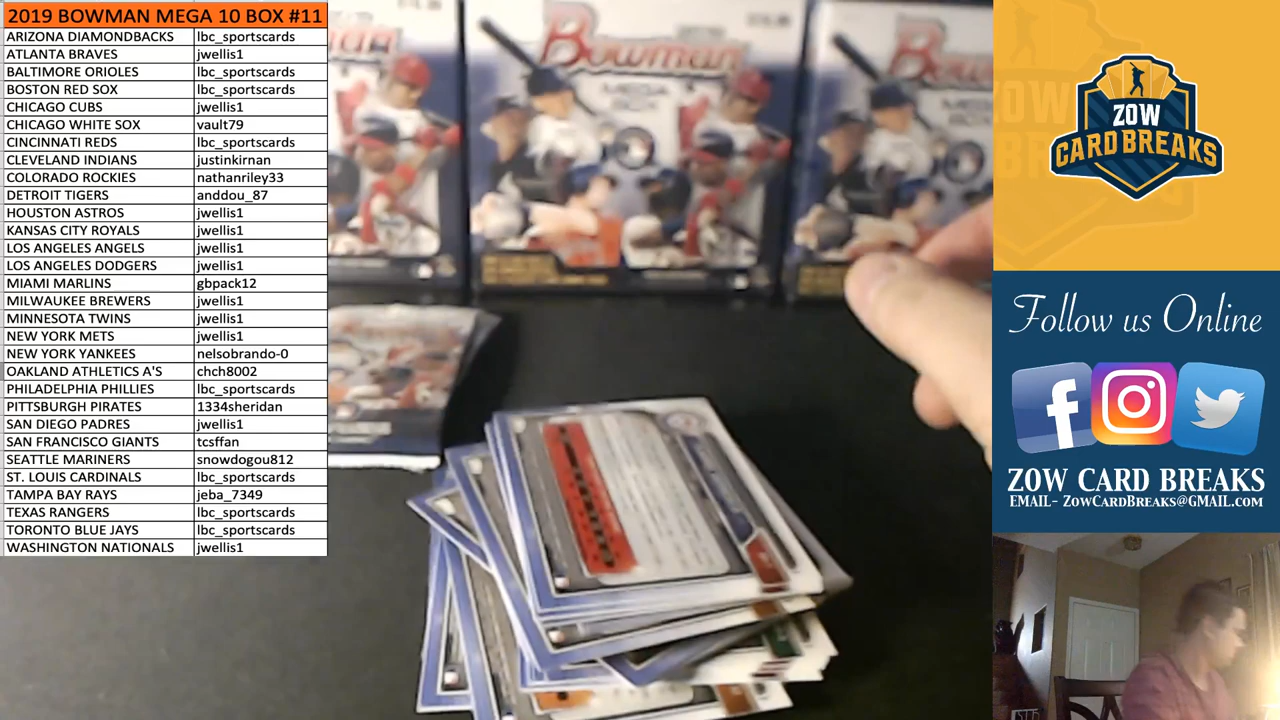 2019 BOWMAN MEGA 10 BOX #11
ARIZONA DIAMONDBACKS lbc_sportscards
ATLANTA BRAVES jwellis1
BALTIMORE ORIOLES lbc_sportscards
BOSTON RED SOX lbc_sportscards
CHICAGO CUBS jwellis1
CHICAGO WHITE SOX vault79
CINCINNATI REDS lbc_sportscards
CLEVELAND INDIANS justinkirnan
COLORADO ROCKIES nathanriley33
DETROIT TIGERS anddou_87
HOUSTON ASTROS jwellis1
KANSAS CITY ROYALS jwellis1
LOS ANGELES ANGELS jwellis1
LOS ANGELES DODGERS jwellis1
MIAMI MARLINS gbpack12
MILWAUKEE BREWERS jwellis1
MINNESOTA TWINS jwellis1
NEW YORK METS jwellis1
NEW YORK YANKEES nelsobrando-0
OAKLAND ATHLETICS A'S chch8002
PHILADELPHIA PHILLIES lbc_sportscards
PITTSBURGH PIRATES 1334sheridan
SAN DIEGO PADRES jwellis1
SAN FRANCISCO GIANTS tcsffan
SEATTLE MARINERS snowdogou812
ST. LOUIS CARDINALS lbc_sportscards
TAMPA BAY RAYS jeba_7349
TEXAS RANGERS lbc_sportscards
TORONTO BLUE JAYS lbc_sportscards
WASHINGTON NATIONALS jwellis1
Bowman
MEGA
BOX
ZOW
CARD BREAKS
Follow us Online
ZOW CARD BREAKS
EMAIL- ZOWCARDBREAKS@GMAIL.COM